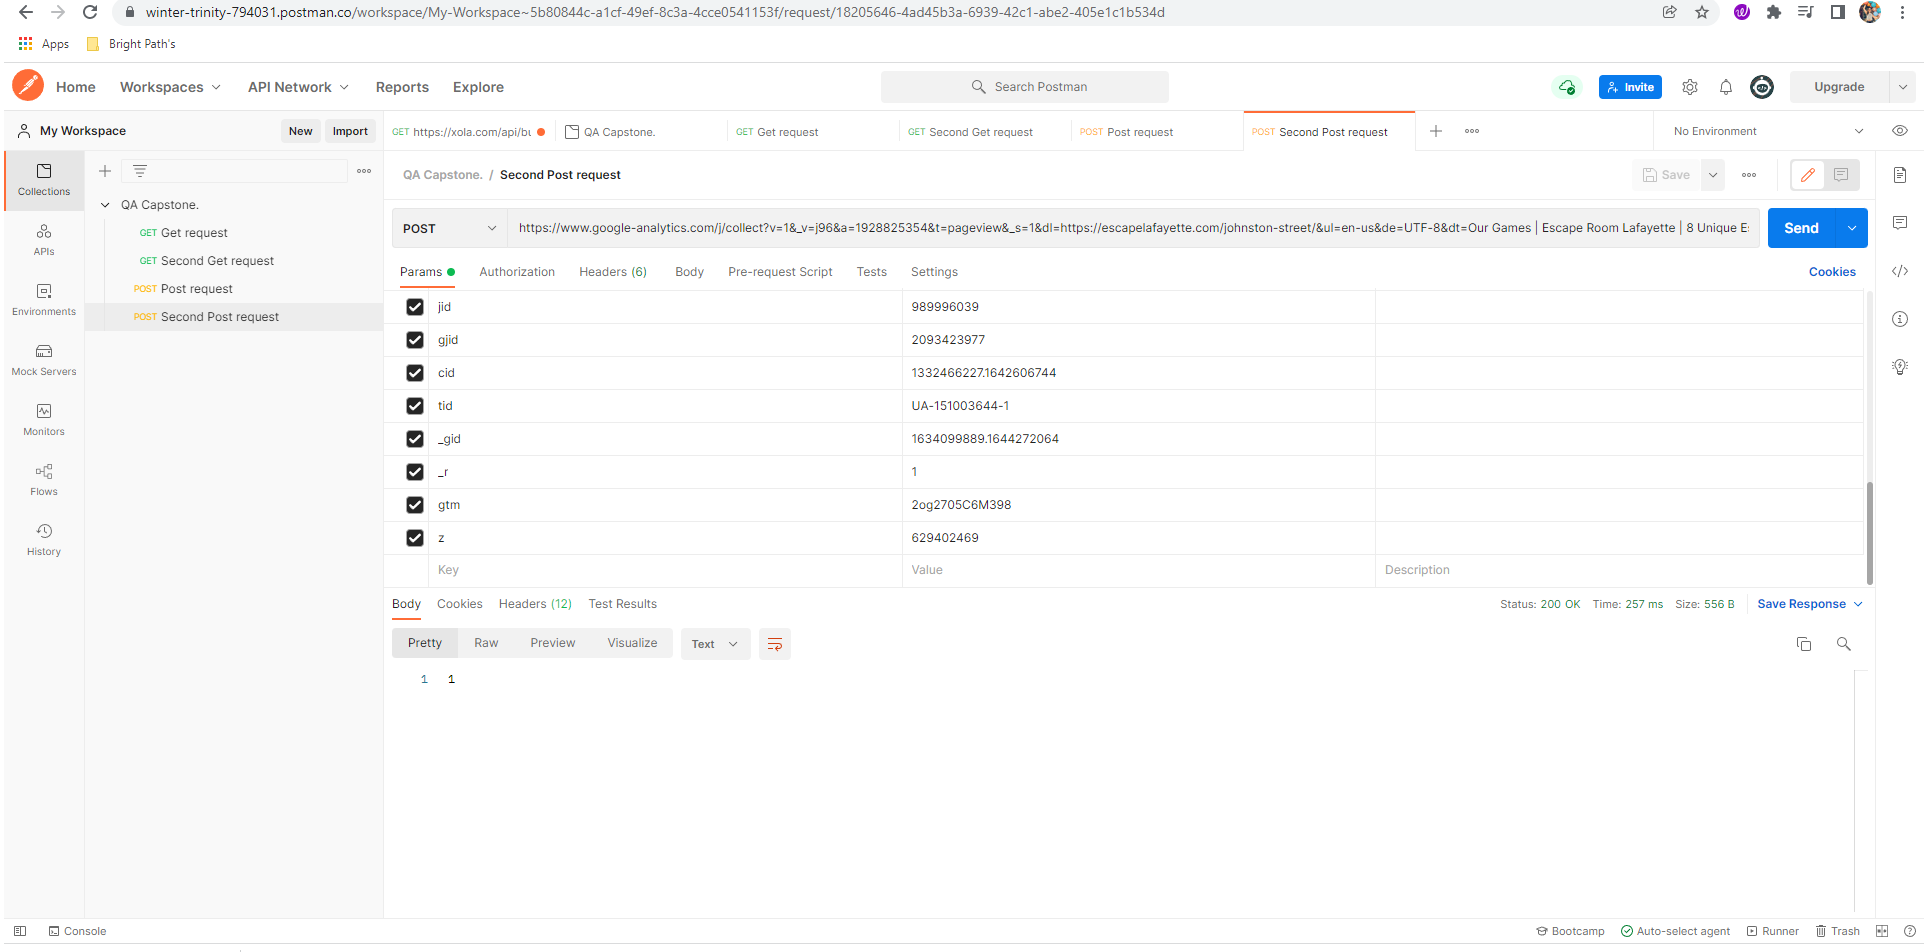 winter-trinity-794031.postman.co/workspace/My-Workspace~5b80844c-a1cf-49ef-8c3a-4cce0541153f/request/18205646-4ad45b3a-6939-42c1-abe2-405e1c1b534d
Apps Bright Path's
Home Workspaces API Network Reports Explore Search Postman Invite Upgrade
My Workspace New Import GET https://xola.com/api/bu QA Capstone. GET Get request GET Second Get request POST Post request POST Second Post request No Environment
Collections
APIs
Environments
Mock Servers
Monitors
Flows
History
QA Capstone.
GET Get request
GET Second Get request
POST Post request
POST Second Post request
QA Capstone. / Second Post request Save
POST https://www.google-analytics.com/j/collect?v=1&_v=j96&a=1928825354&t=pageview&_s=1&dl=https://escapelafayette.com/johnston-street/&ul=en-us&de=UTF-8&dt=Our Games | Escape Room Lafayette | 8 Unique Es Send
Params Authorization Headers (6) Body Pre-request Script Tests Settings Cookies
jid 989996039
gjid 2093423977
cid 1332466227.1642606744
tid UA-151003644-1
_gid 1634099889.1644272064
_r 1
gtm 2og2705C6M398
z 629402469
Key Value Description
Body Cookies Headers (12) Test Results Status: 200 OK Time: 257 ms Size: 556 B Save Response
Pretty Raw Preview Visualize Text
1 1
Console Bootcamp Auto-select agent Runner Trash